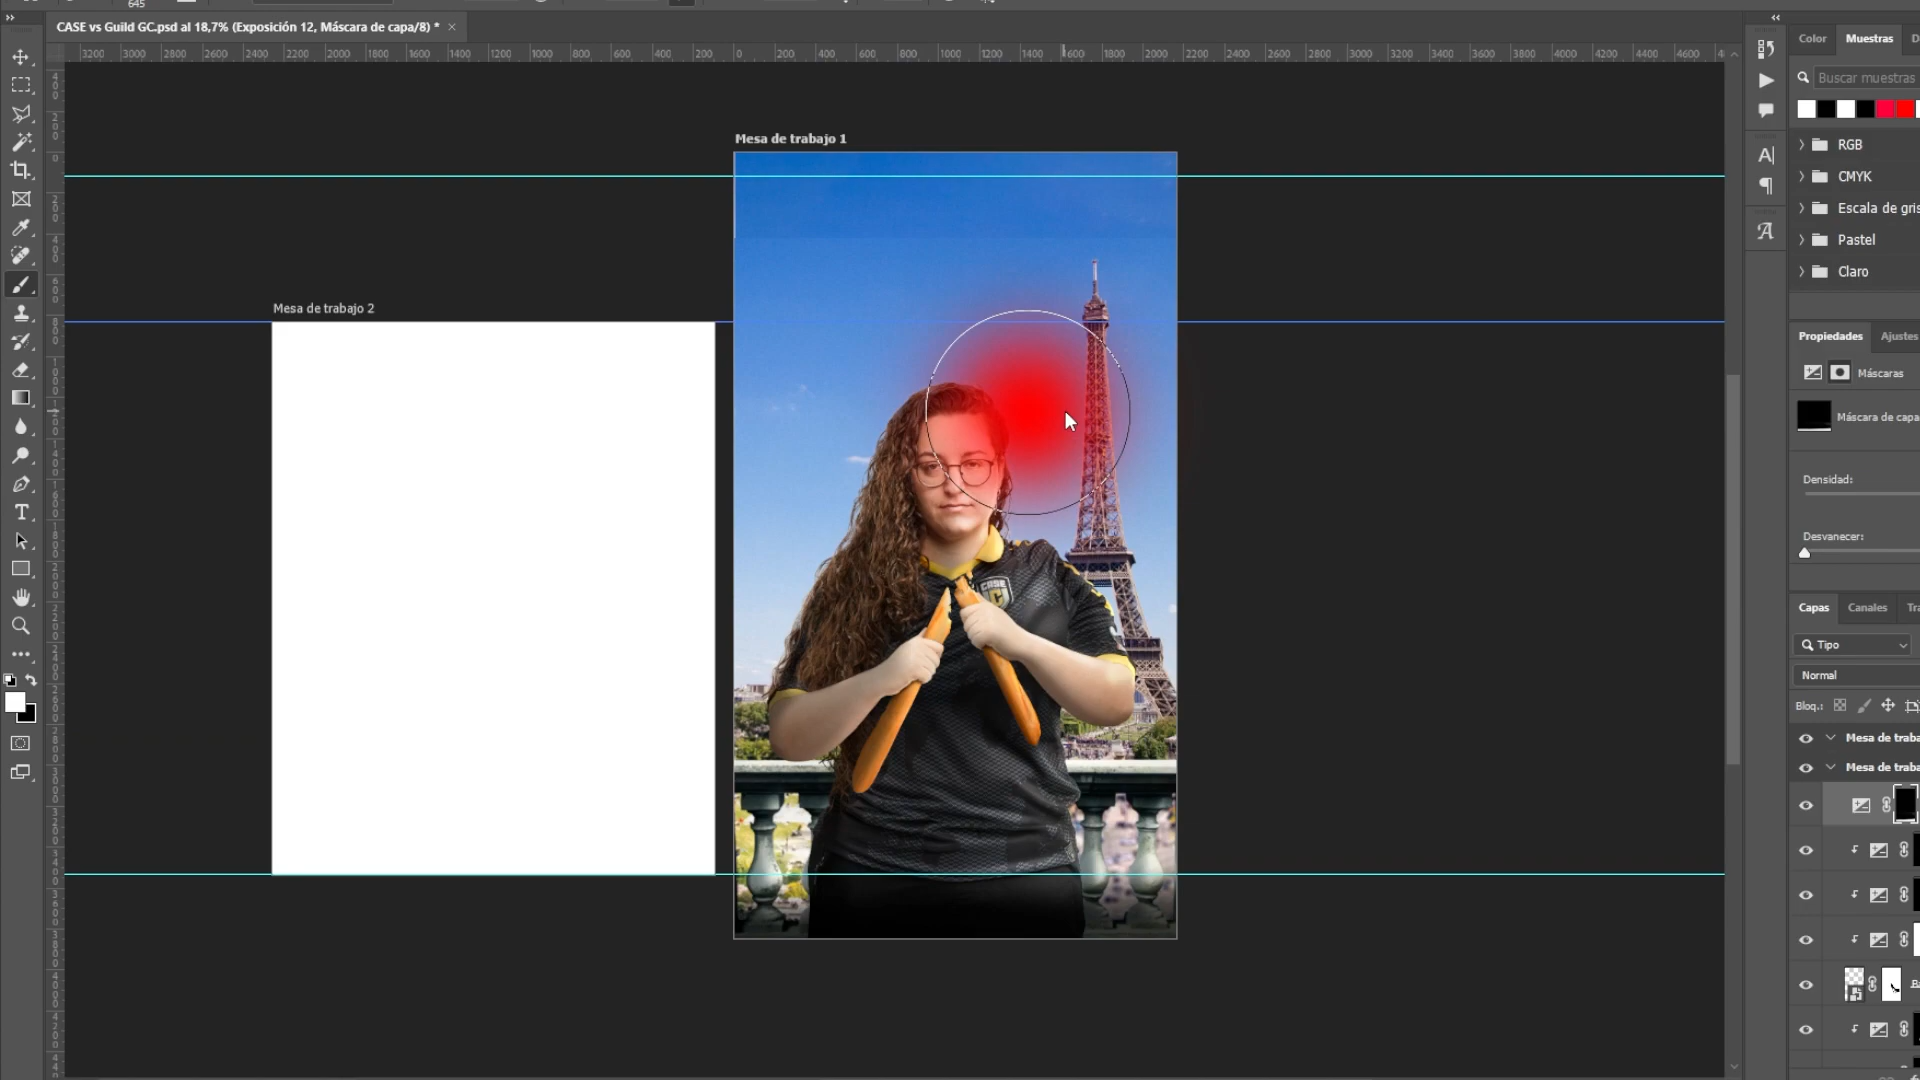 645
CASE vs Guild GC.psd al 18,7% (Exposición 12, Máscara de capa/8) * ×
3200 3000 2800 2600 2400 2200 2000 1800 1600 1400 1200 1000 800 600 400 200 0 200 400 600 800 1000 1200 1400 1600 1800 2000 2200 2400 2600 2800 3000 3200 3400 3600 3800 4000 4200 4400 4600
Color Muestras
Buscar muestras
RGB
CMYK
Escala de gris
Pastel
Claro
Mesa de trabajo 1
Mesa de trabajo 2
CASE
Propiedades Ajustes
Máscaras
Máscara de capa
Densidad:
Desvanecer:
Capas Canales Tra
Tipo
Normal
Bloq.:
Mesa de traba
Mesa de traba